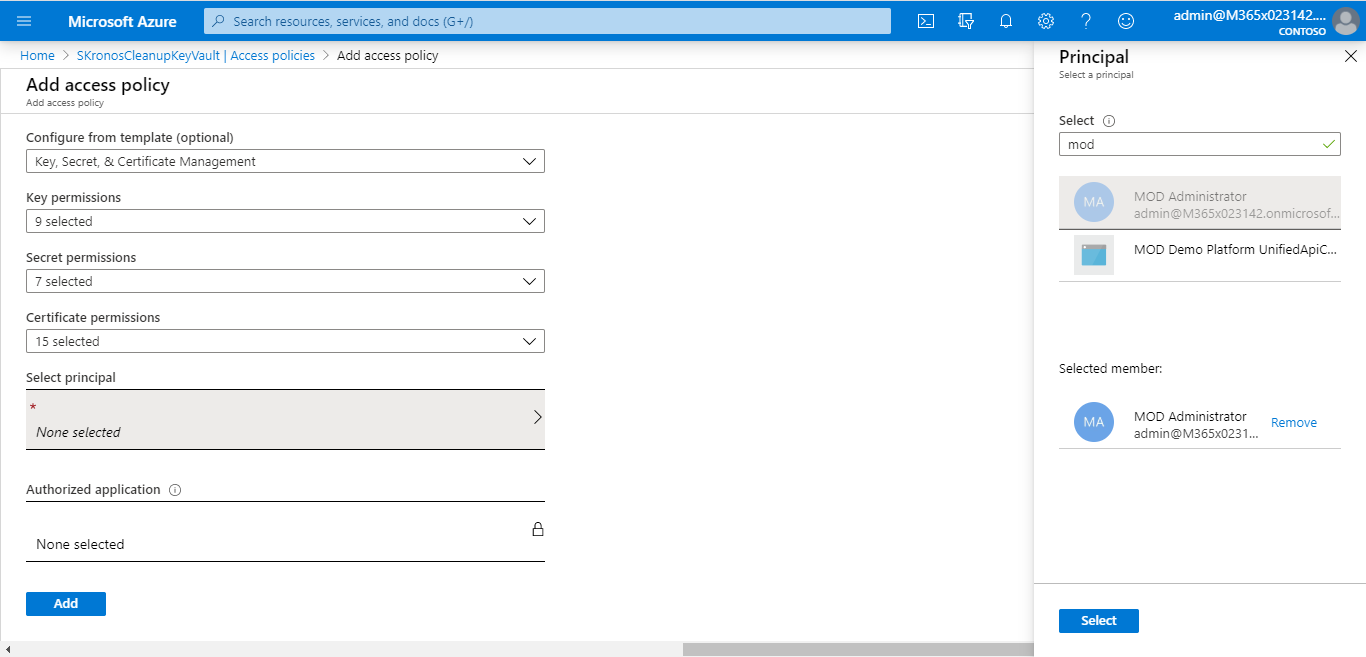 Microsoft Azure
Search resources, services, and docs (G+/)
admin@M365x023142....
CONTOSO
Home > SKronosCleanupKeyVault | Access policies > Add access policy
Add access policy
Add access policy
Configure from template (optional)
Key, Secret, & Certificate Management
Key permissions
9 selected
Secret permissions
7 selected
Certificate permissions
15 selected
Select principal
*
None selected
Authorized application
None selected
Add
Principal
Select a principal
Select
mod
MA
MOD Administrator
admin@M365x023142.onmicrosof...
MOD Demo Platform UnifiedApiC...
Selected member:
MA
MOD Administrator
admin@M365x0231...
Remove
Select